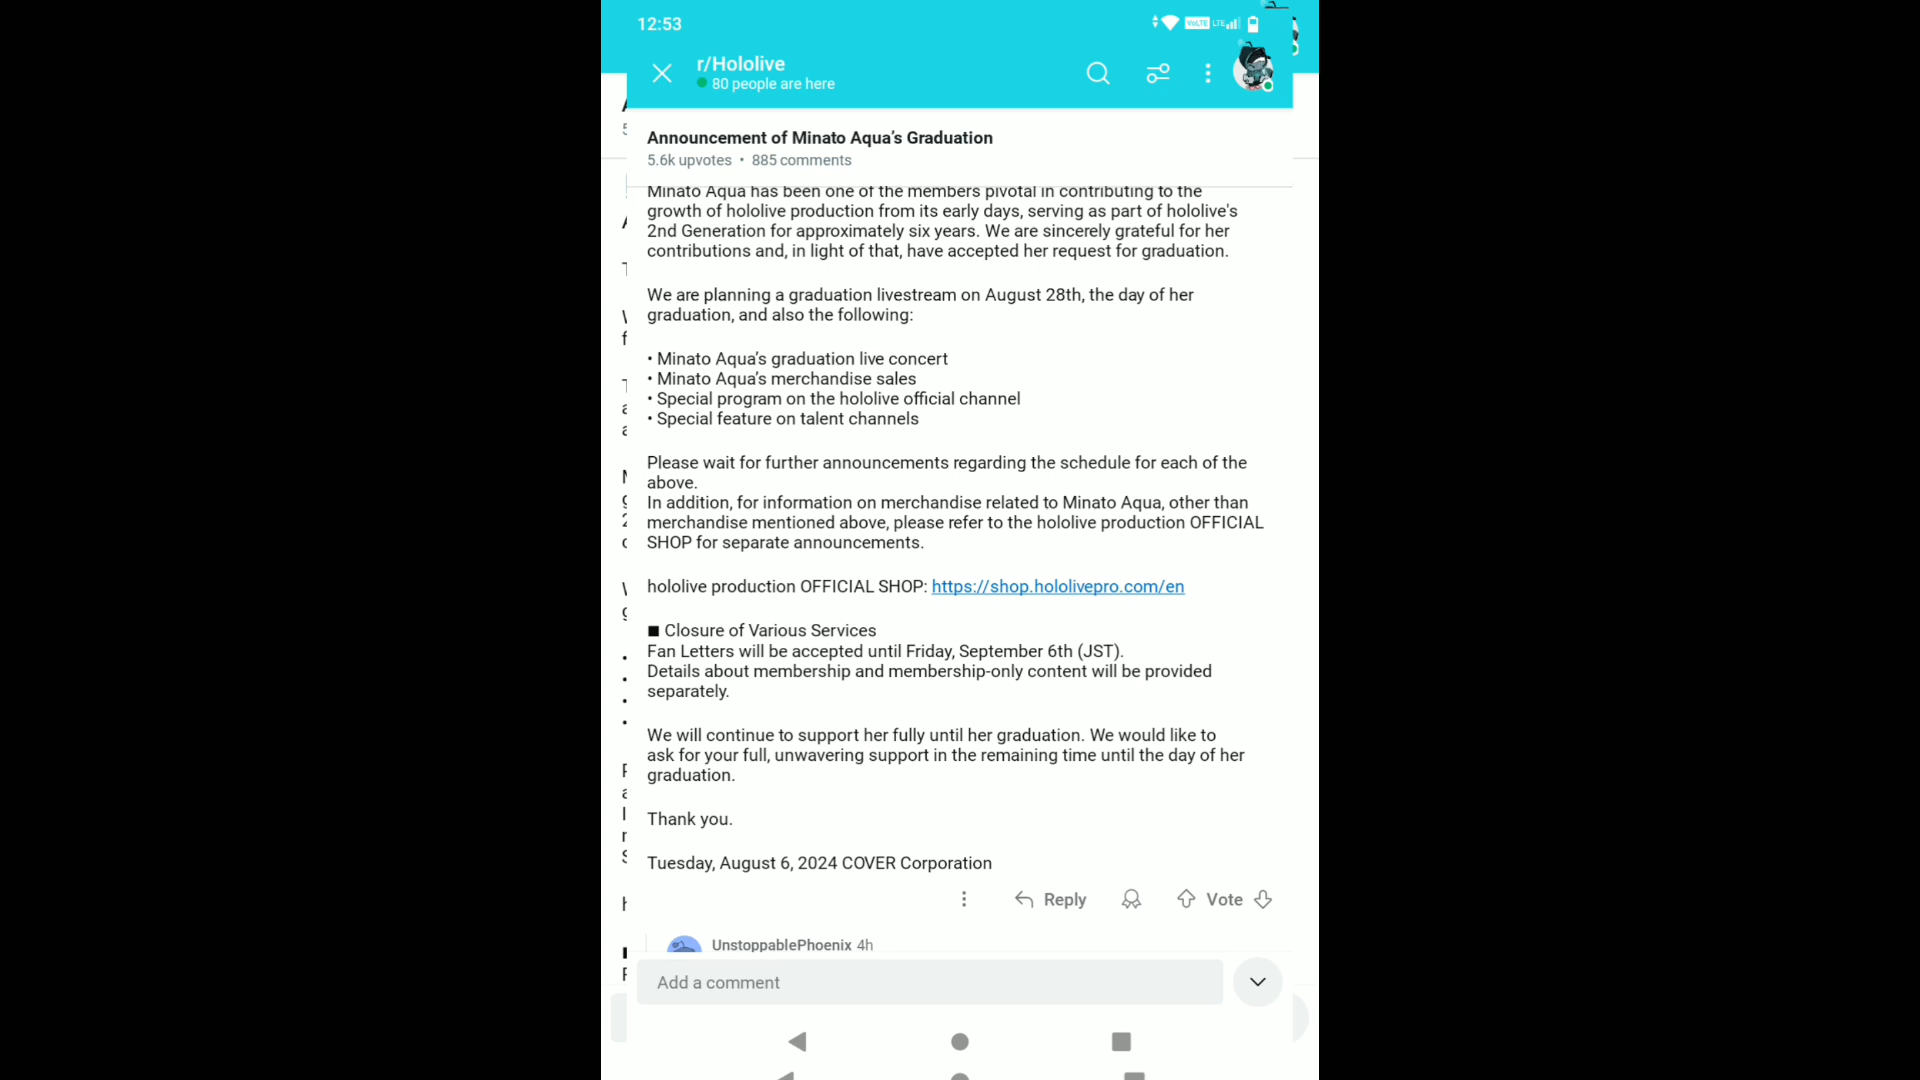 12:53
VoLTE LTE
r/Hololive
80 people are here
Announcement of Minato Aqua’s Graduation
5.6k upvotes • 885 comments
Minato Aqua has been one of the members pivotal in contributing to the
growth of hololive production from its early days, serving as part of hololive's
2nd Generation for approximately six years. We are sincerely grateful for her
contributions and, in light of that, have accepted her request for graduation.
We are planning a graduation livestream on August 28th, the day of her
graduation, and also the following:
• Minato Aqua’s graduation live concert
• Minato Aqua’s merchandise sales
• Special program on the hololive official channel
• Special feature on talent channels
Please wait for further announcements regarding the schedule for each of the
above.
In addition, for information on merchandise related to Minato Aqua, other than
merchandise mentioned above, please refer to the hololive production OFFICIAL
SHOP for separate announcements.
hololive production OFFICIAL SHOP: https://shop.hololivepro.com/en
■ Closure of Various Services
Fan Letters will be accepted until Friday, September 6th (JST).
Details about membership and membership-only content will be provided
separately.
We will continue to support her fully until her graduation. We would like to
ask for your full, unwavering support in the remaining time until the day of her
graduation.
Thank you.
Tuesday, August 6, 2024 COVER Corporation
Reply
Vote
UnstoppablePhoenix 4h
Add a comment